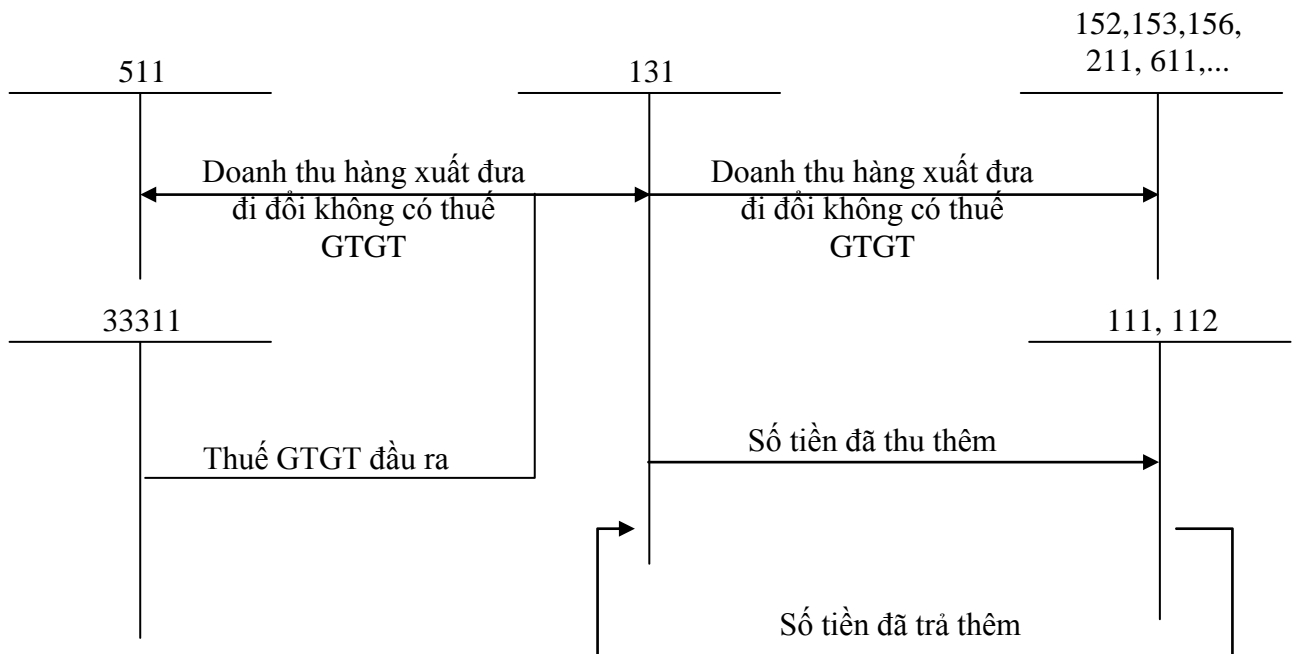 152,153,156,
211, 611,...
511
131
Doanh thu hàng xuất đưa
đi đổi không có thuế
GTGT
Doanh thu hàng xuất đưa
đi đổi không có thuế
GTGT
33311
111, 112
Thuế GTGT đầu ra
Số tiền đã thu thêm
Số tiền đã trả thêm